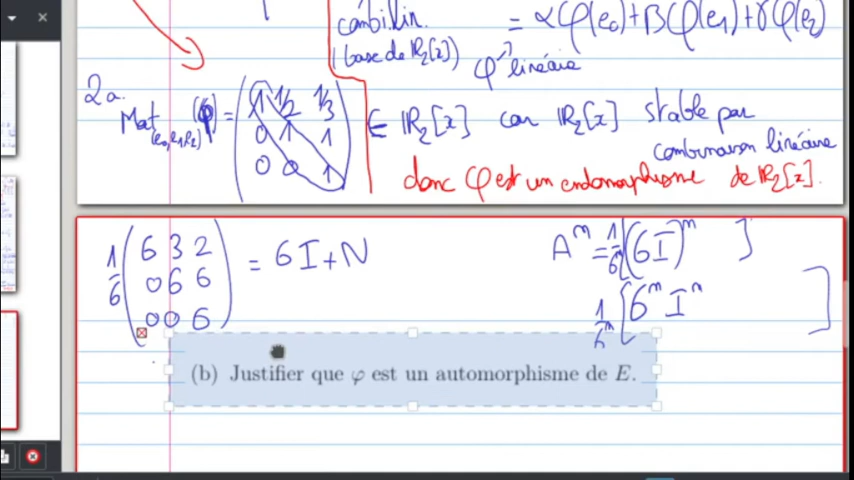 combilin. = αφ(e₀)+βφ(e₁)+γφ(e₂)
(base de ℝ₂[x]) φ linéaire
2a. Mat(e₀,e₁,e₂)(φ) = (1 1/2 1/3
0 1 1
0 0 1)
∈ ℝ₂[x] car ℝ₂[x] stable par
combinaison linéaire
donc φ est un endomorphisme de ℝ₂[x].
1/6 (6 3 2
0 6 6
0 0 6) = 6I+N
Aⁿ = 1/6ⁿ [(6I)ⁿ ]
1/6ⁿ [6ⁿ Iⁿ ]
(b) Justifier que φ est un automorphisme de E.